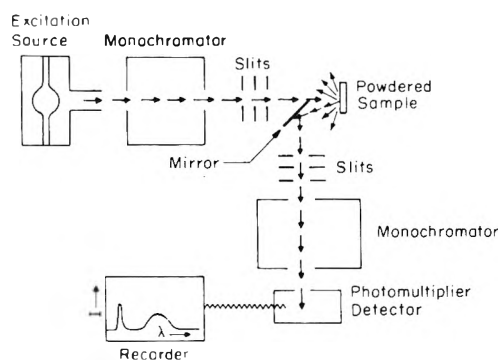 Excitation
Source
Monochromator
Slits
Powdered
Sample
Mirror
Slits
Monochromator
Photomultiplier
Detector
I
λ
Recorder